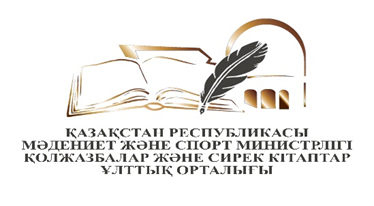 ҚАЗАҚСТАН РЕСПУБЛИКАСЫ
МӘДЕНИЕТ ЖӘНЕ СПОРТ МИНИСТРЛІГІ
ҚОЛЖАЗБАЛАР ЖӘНЕ СИРЕК КІТАПТАР
ҰЛТТЫҚ ОРТАЛЫҒЫ